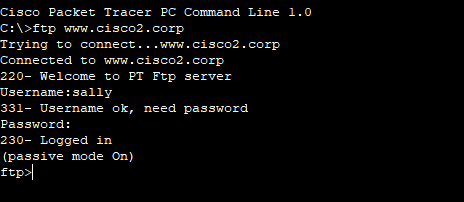 Cisco Packet Tracer PC Command Line 1.0
C:\>ftp www.cisco2.corp
Trying to connect...www.cisco2.corp
Connected to www.cisco2.corp
220- Welcome to PT Ftp server
Username:sally
331- Username ok, need password
Password:
230- Logged in
(passive mode On)
ftp>